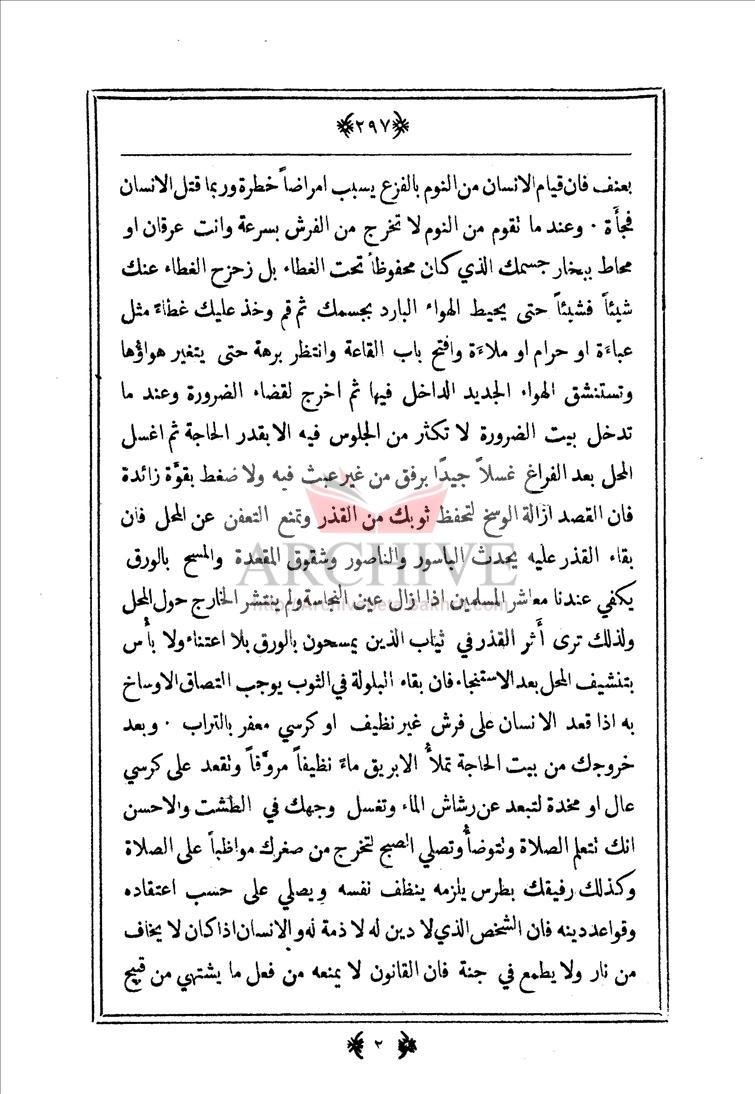 ﴿٢٩٧﴾
بعنف فان قيام الانسان من النوم بالفزع يسبب امراضاً خطرة وربما قتل الانسان
فجأَة · وعند ما تقوم من النوم لا تخرج من الفرش بسرعة وانت عرقان او
محاط ببخار جسمك الذي كان محفوظاً تحت الغطاء بل زحزح الغطاء عنك
شيئاً فشيئاً حتى يحيط الهواء البارد بجسمك ثم قم وخذ عليك غطاءً مثل
عباءَة او حرام او ملاءَة وافتح باب القاعة وانتظر برهة حتى يتغير هواؤها
وتستنشق الهواء الجديد الداخل فيها ثم اخرج لقضاء الضرورة وعند ما
تدخل بيت الضرورة لا تكثر من الجلوس فيه الا بقدر الحاجة ثم اغسل
المحل بعد الفراغ غسلاً جيدًا برفق من غير عبث فيه ولا ضغط بقوَّة زائدة
فان القصد ازالة الوسخ لتحفظ ثوبك من القذر وتمنع التعفن عن المحل فان
بقاء القذر عليه يحدث الباسور والناصور وشقوق المقعدة والمسح بالورق
ARCHIVE
يكفي عندنا معاشر المسلمين اذا ازال عين النجاسة ولم ينتشر الخارج حول المحل
ولذلك ترى أَثر القذر في ثياب الذين يمسحون بالورق بلا اعتناء ولا بأْس
بتنشيف المحل بعد الاستنجاء فان بقاء البلولة في الثوب يوجب التصاق الاوساخ
به اذا قعد الانسان على فرش غير نظيف او كرسي معفر بالتراب · وبعد
خروجك من بيت الحاجة تملأُ الابريق ماءً نظيفاً مروَّقاً وتقعد على كرسي
عال او مخدة لتبعد عن رشاش الماء وتغسل وجهك في الطشت والاحسن
انك تتعلم الصلاة وتتوضأُ وتصلي الصبح لتخرج من صغرك مواظباً على الصلاة
وكذلك رفيقك بطرس يلزمه ينظف نفسه ويصلي على حسب اعتقاده
وقواعد دينه فان الشخص الذي لا دين له لا ذمة له والانسان اذا كان لا يخاف
من نار ولا يطمع في جنة فان القانون لا يمنعه من فعل ما يشتهي من قبيح
﴿٢﴾